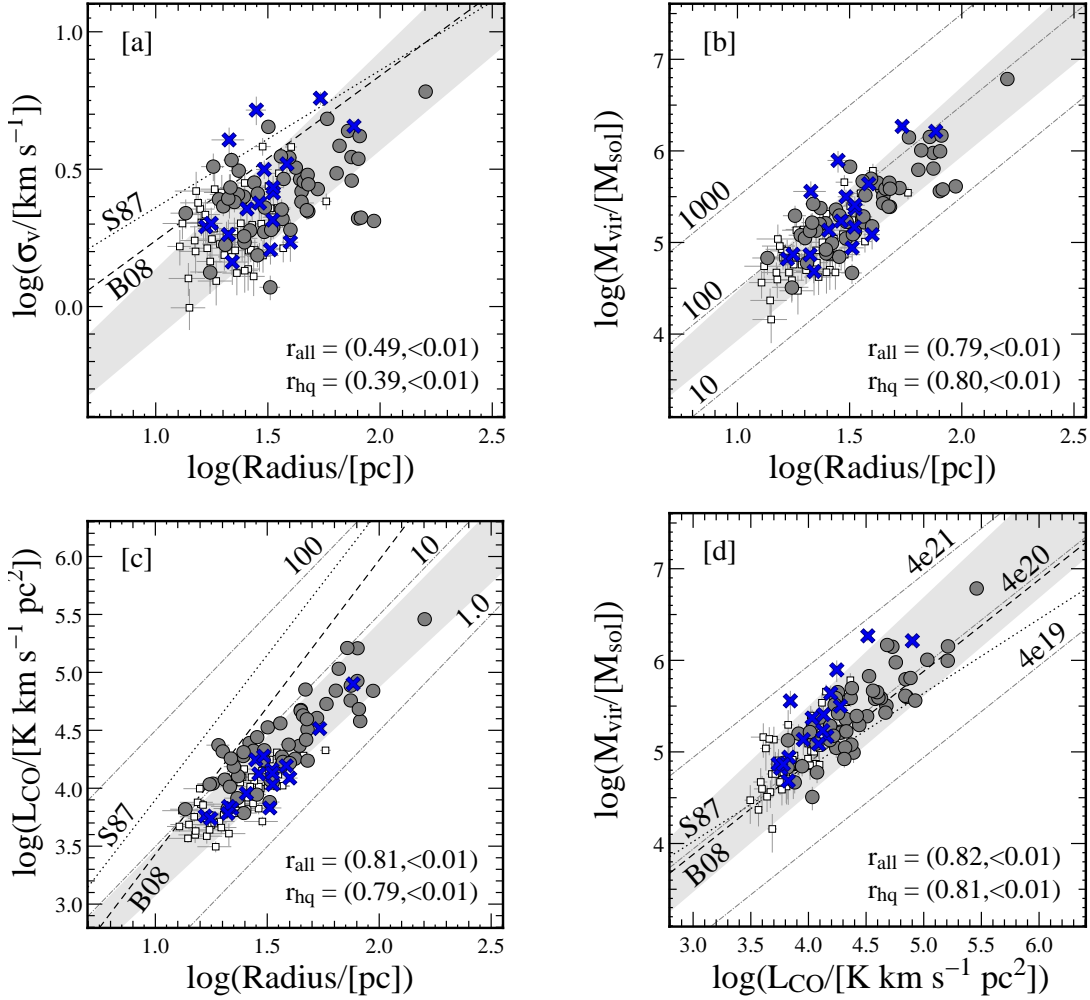 [a]
1.0
0.5
0.0
log(σv/[km s−1])
S87
B08
rall = (0.49,<0.01)
rhq = (0.39,<0.01)
1.0 1.5 2.0 2.5
log(Radius/[pc])
[b]
7
6
5
4
log(Mvir/[Msol])
1000
100
10
rall = (0.79,<0.01)
rhq = (0.80,<0.01)
1.0 1.5 2.0 2.5
log(Radius/[pc])
[c]
6.0
5.5
5.0
4.5
4.0
3.5
3.0
log(LCO/[K km s−1 pc2])
100
10
1.0
S87
B08
rall = (0.81,<0.01)
rhq = (0.79,<0.01)
1.0 1.5 2.0 2.5
log(Radius/[pc])
[d]
7
6
5
4
log(Mvir/[Msol])
4e21
4e20
4e19
S87
B08
rall = (0.82,<0.01)
rhq = (0.81,<0.01)
3.0 3.5 4.0 4.5 5.0 5.5 6.0
log(LCO/[K km s−1 pc2])